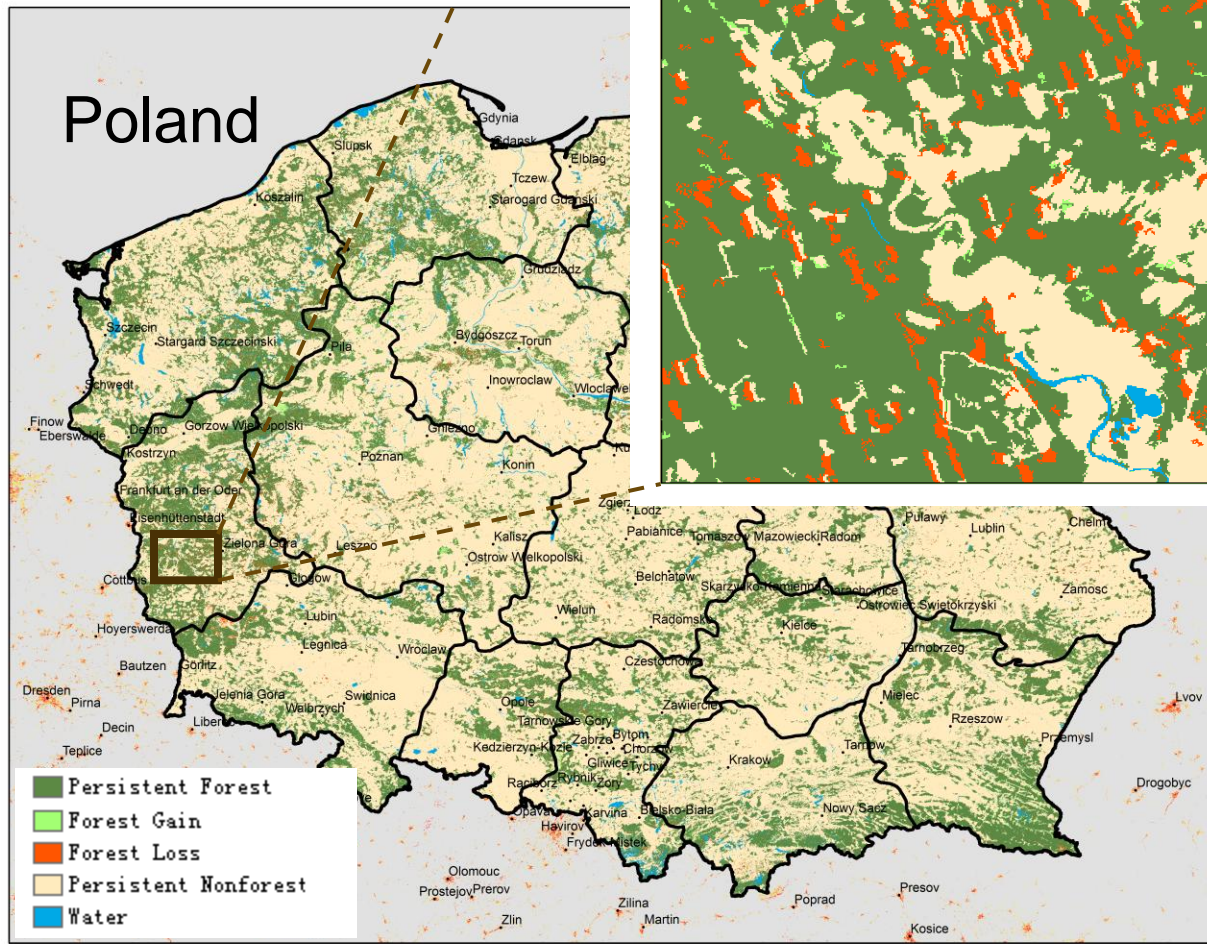 Poland
Gdynia
Gdansk
Slupsk
Elblag
Tczew
Koszalin
Starogard Gdanski
Grudziadz
Szczecin
Stargard Szczecinski
Bydgoszcz
Torun
Pila
Inowroclaw
Schwedt
Wloclawe
Finow
Eberswalde
Debno
Gorzow Wielkopolski
Gniezno
Kostrzyn
Poznan
Konin
Frankfurt an der Oder
Zgierz
Lodz
Eisenhüttenstadt
Pulawy
Chelm
Lublin
Zielona Góra
Leszno
Kalisz
Pabianice
Tomaszow Mazowiecki
Radom
Ostrow Wielkopolski
Cottbus
Glogow
Belchatow
Skarzysko-Kamienna
Starachowice
Zamosc
Ostrowiec Swietokrzyski
Lubin
Wielun
Radomsko
Kielce
Hoyerswerda
Legnica
Wroclaw
Tarnobrzeg
Bautzen
Görlitz
Czestochowa
Dresden
Pirna
Jelenia Gora
Swidnica
Walbrzych
Opole
Zawiercie
Mielec
Lvov
Decin
Liberec
Tarnowskie Gory
Rzeszow
Teplice
Kedzierzyn-Kozle
Zabrze
Bytom
Chorzow
Przemysl
Tarnow
Gliwice
Tychy
Krakow
Raciborz
Rybnik
Zory
Drogobyc
Persistent Forest
Forest Gain
Forest Loss
Persistent Nonforest
Water
Opava
Karvina
Bielsko-Biala
Nowy Sacz
Havirov
Frydek-Mistek
Olomouc
Prostejov
Prerov
Zilina
Martin
Poprad
Presov
Zlin
Kosice